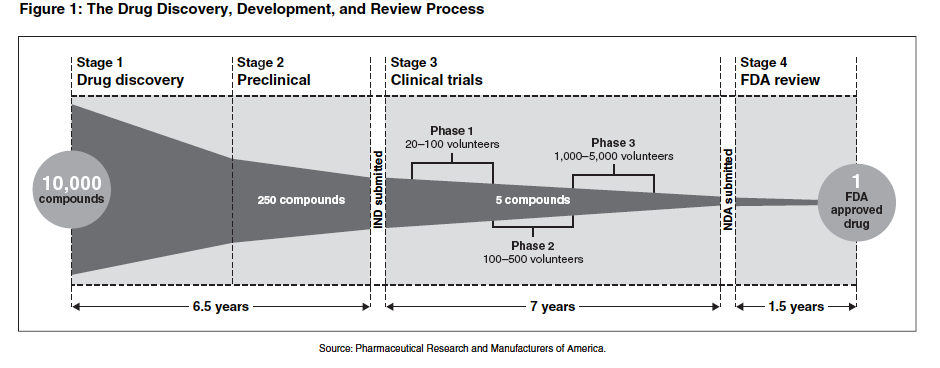 Figure 1: The Drug Discovery, Development, and Review Process
Stage 1
Drug discovery
Stage 2
Preclinical
Stage 3
Clinical trials
Stage 4
FDA review
10,000
compounds
250 compounds
IND submitted
Phase 1
20–100 volunteers
5 compounds
Phase 2
100–500 volunteers
Phase 3
1,000–5,000 volunteers
NDA submitted
1
FDA
approved
drug
6.5 years
7 years
1.5 years
Source: Pharmaceutical Research and Manufacturers of America.